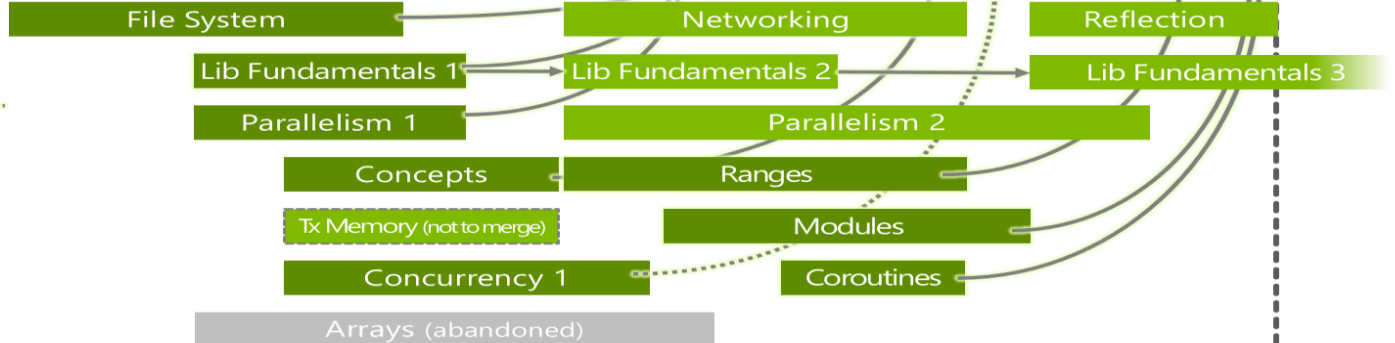 File System
Networking
Reflection
Lib Fundamentals 1
Lib Fundamentals 2
Lib Fundamentals 3
Parallelism 1
Parallelism 2
Concepts
Ranges
Tx Memory (not to merge)
Modules
Concurrency 1
Coroutines
Arrays (abandoned)